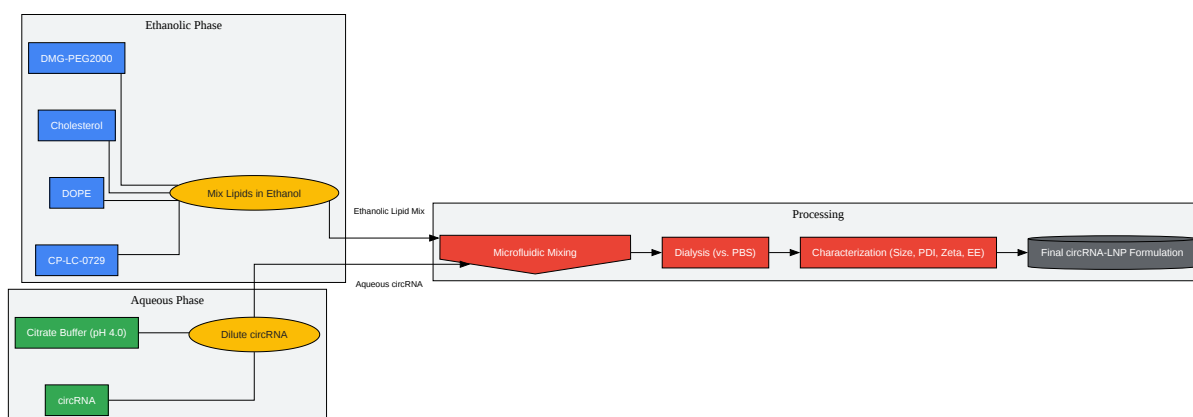 Ethanolic Phase
DMG-PEG2000
Cholesterol
DOPE
Mix Lipids in Ethanol
CP-LC-0729
Aqueous Phase
Citrate Buffer (pH 4.0)
Dilute circRNA
circRNA
Ethanolic Lipid Mix
Aqueous circRNA
Processing
Microfluidic Mixing
Dialysis (vs. PBS)
Characterization (Size, PDI, Zeta, EE)
Final circRNA-LNP Formulation